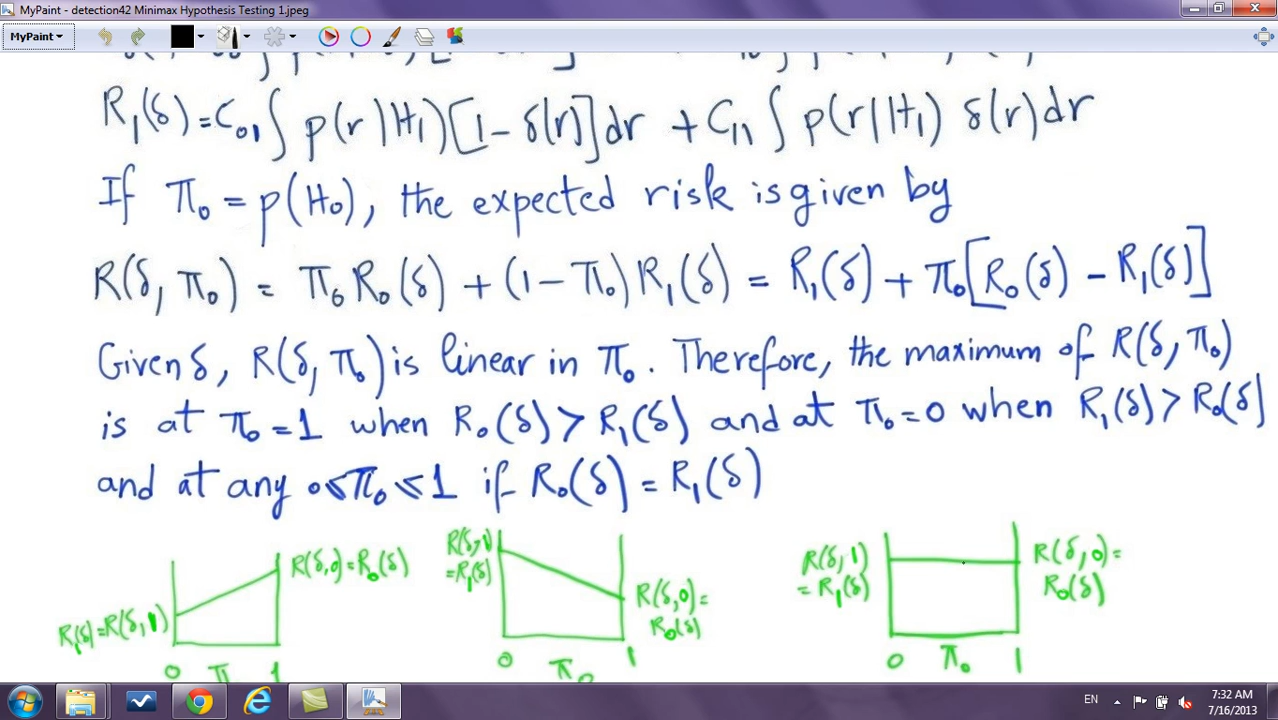 MyPaint - detection42 Minimax Hypothesis Testing 1.jpeg
MyPaint
R₁(δ) = C₀₁ ∫ p(r|H₁)[1 - δ(r)]dr + C₁₁ ∫ p(r|H₁) δ(r)dr
If π₀ = p(H₀), the expected risk is given by
R(δ, π₀) = π₀ R₀(δ) + (1 - π₀) R₁(δ) = R₁(δ) + π₀[R₀(δ) - R₁(δ)]
Given δ, R(δ, π₀) is linear in π₀. Therefore, the maximum of R(δ, π₀)
is at π₀ = 1 when R₀(δ) > R₁(δ) and at π₀ = 0 when R₁(δ) > R₀(δ)
and at any 0 ≤ π₀ ≤ 1 if R₀(δ) = R₁(δ)
R₁(δ) = R(δ, 1)
R(δ, 0) = R₀(δ)
0 π 1
R(δ, 1)
= R₁(δ)
R(δ, 0) =
R₀(δ)
0 π₀ 1
R(δ, 1)
= R₁(δ)
R(δ, 0) =
R₀(δ)
0 π₀ 1
EN
7:32 AM
7/16/2013